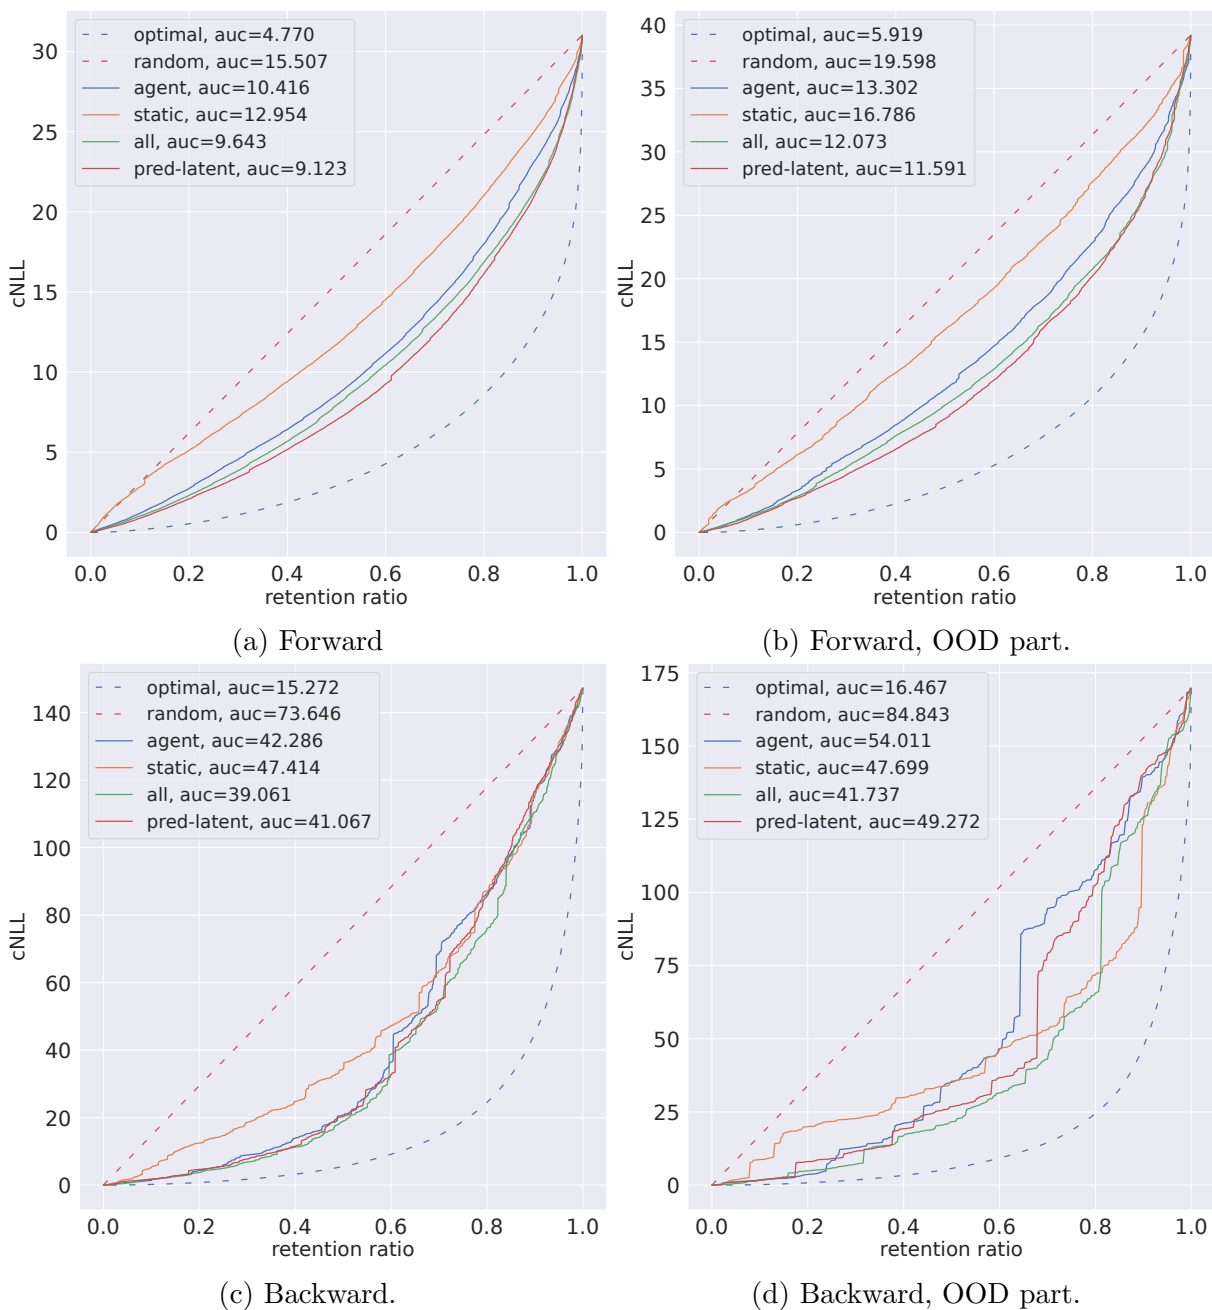 optimal, auc=4.770
random, auc=15.507
agent, auc=10.416
static, auc=12.954
all, auc=9.643
pred-latent, auc=9.123
30
25
20
15
10
5
0
cNLL
0.0 0.2 0.4 0.6 0.8 1.0
retention ratio
(a) Forward
optimal, auc=5.919
random, auc=19.598
agent, auc=13.302
static, auc=16.786
all, auc=12.073
pred-latent, auc=11.591
40
35
30
25
20
15
10
5
0
cNLL
0.0 0.2 0.4 0.6 0.8 1.0
retention ratio
(b) Forward, OOD part.
optimal, auc=15.272
random, auc=73.646
agent, auc=42.286
static, auc=47.414
all, auc=39.061
pred-latent, auc=41.067
140
120
100
80
60
40
20
0
cNLL
0.0 0.2 0.4 0.6 0.8 1.0
retention ratio
(c) Backward.
optimal, auc=16.467
random, auc=84.843
agent, auc=54.011
static, auc=47.699
all, auc=41.737
pred-latent, auc=49.272
175
150
125
100
75
50
25
0
cNLL
0.0 0.2 0.4 0.6 0.8 1.0
retention ratio
(d) Backward, OOD part.